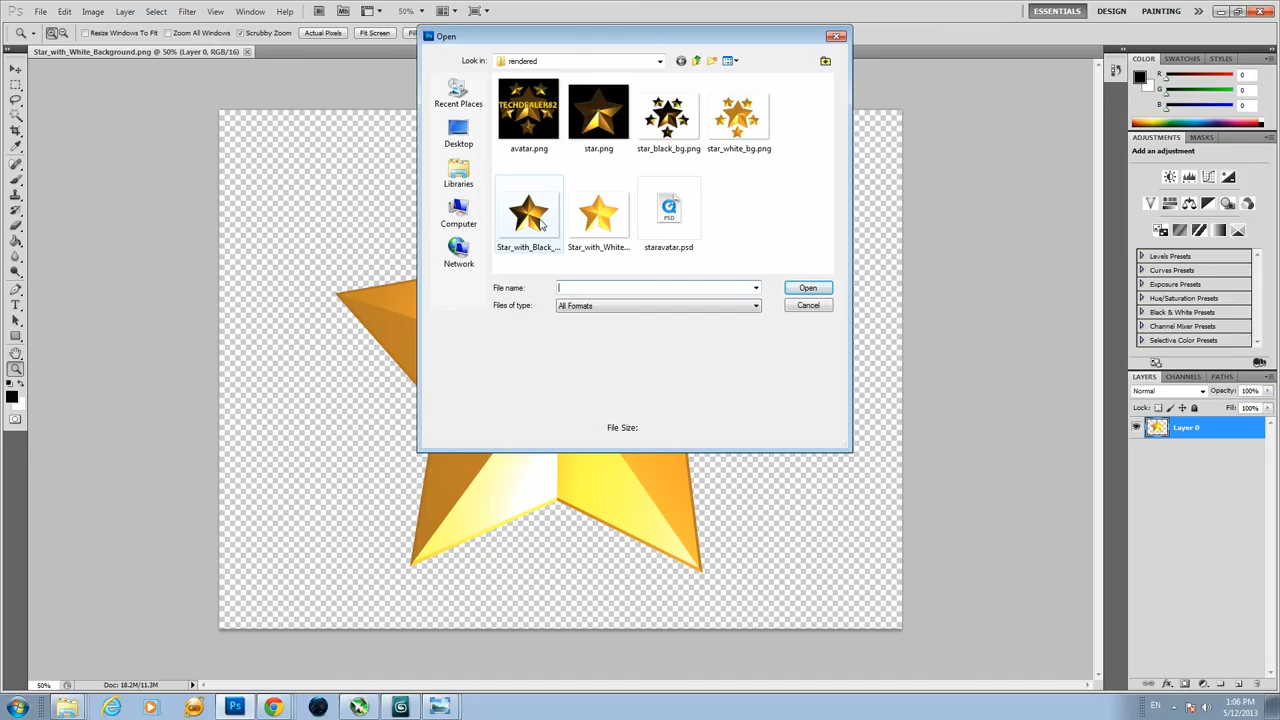 File Edit Image Layer Select Filter View Window Help 50% ESSENTIALS DESIGN PAINTING
Resize Windows To Fit Zoom All Windows Scrubby Zoom Actual Pixels Fit Screen
Star_with_White_Background.png @ 50% (Layer 0, RGB/16)
Open
Look in: rendered
Recent Places
Desktop
Libraries
Computer
Network
TECHDEALER82
avatar.png star.png star_black_bg.png star_white_bg.png
PSD
Star_with_Black_... Star_with_White... staravatar.psd
File name:
Open
Files of type: All Formats
Cancel
File Size:
COLOR SWATCHES STYLES
R 0
G 0
B 0
ADJUSTMENTS MASKS
Add an adjustment
Levels Presets
Curves Presets
Exposure Presets
Hue/Saturation Presets
Black & White Presets
Channel Mixer Presets
Selective Color Presets
LAYERS CHANNELS PATHS
Normal Opacity: 100%
Lock: Fill: 100%
Layer 0
50% Doc: 18.2M/11.3M
EN 1:06 PM
5/12/2013